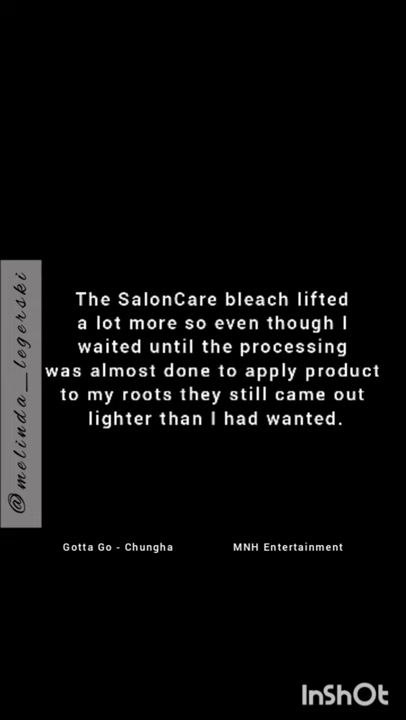 The SalonCare bleach lifted
a lot more so even though I
waited until the processing
was almost done to apply product
to my roots they still came out
lighter than I had wanted.
@melinda_legerski
Gotta Go - Chungha
MNH Entertainment
InShOt